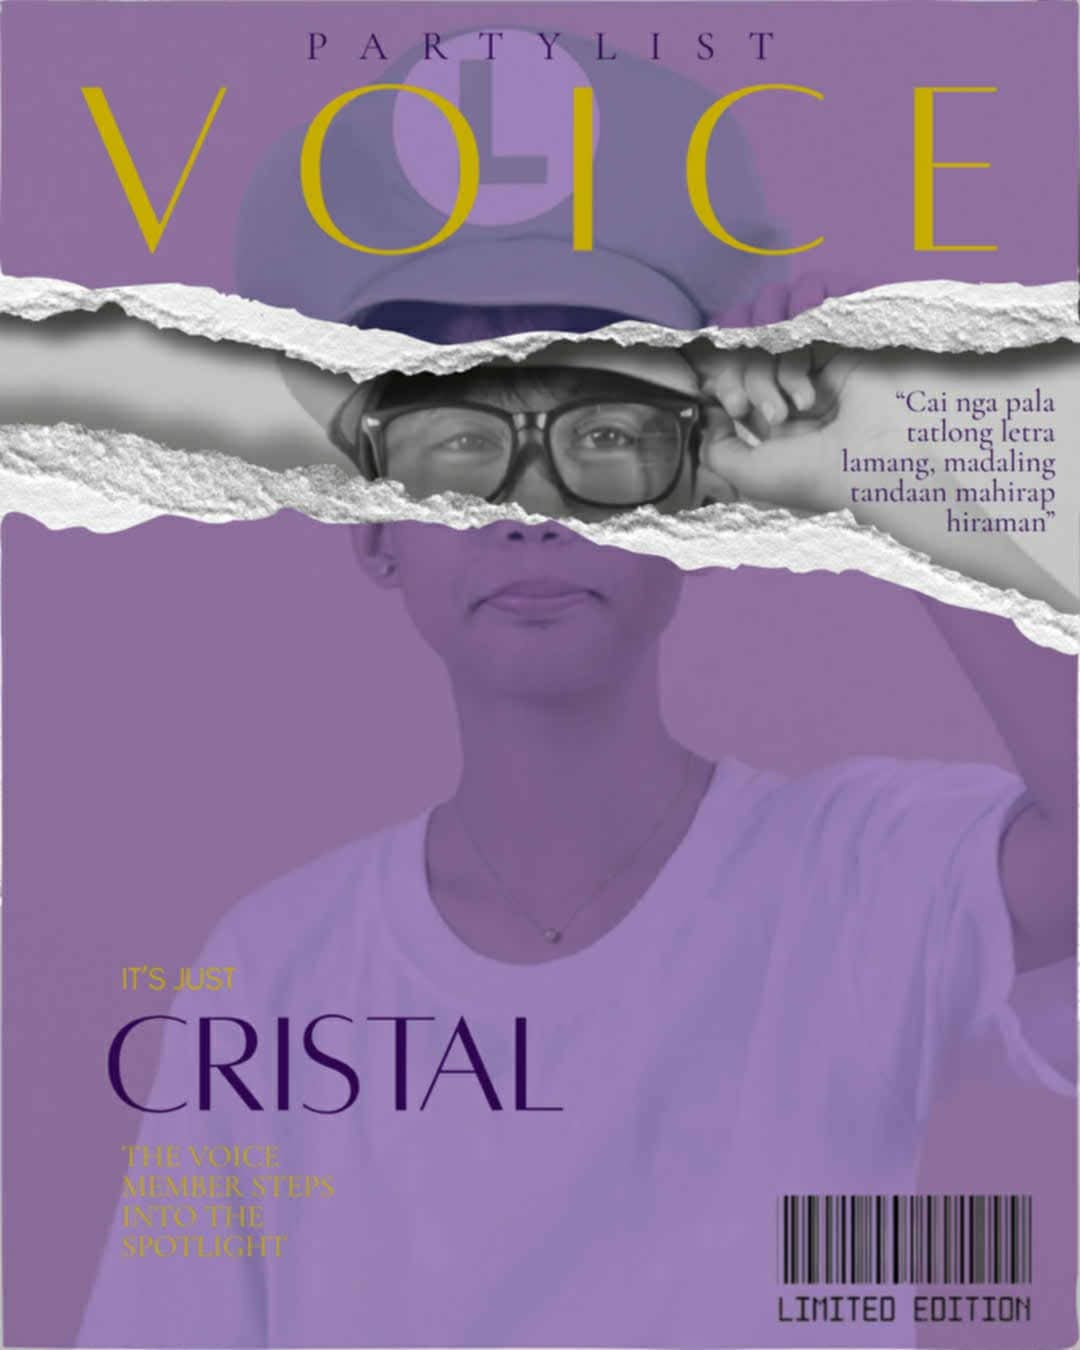 PARTYLIST
L
VOICE
“Cai nga pala
tatlong letra
lamang, madaling
tandaan mahirap
hiraman”
IT'S JUST
CRISTAL
THE VOICE
MEMBER STEPS
INTO THE
SPOTLIGHT
LIMITED EDITION